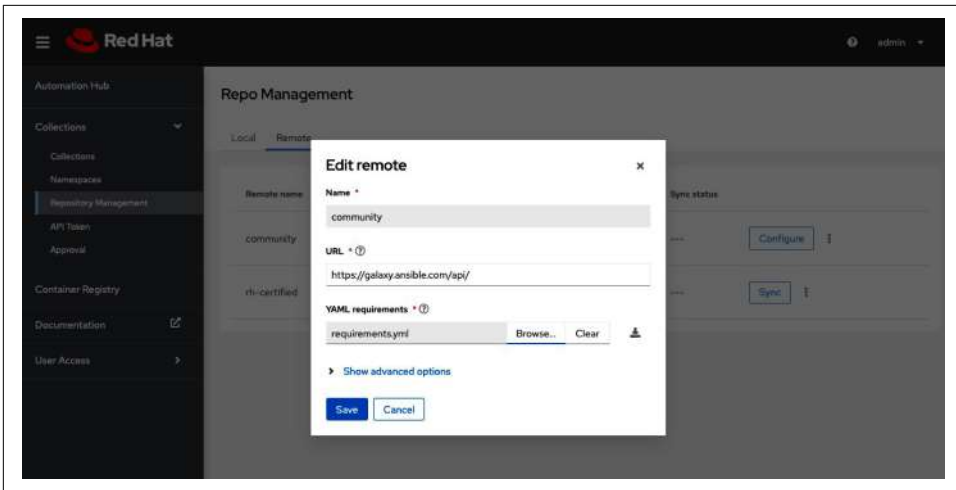 Red Hat
admin
Automation Hub
Collections
Collections
Namespaces
Repository Management
API Token
Approval
Container Registry
Documentation
User Access
Repo Management
Local Remote
Remote name Sync status
community ---- Configure
rh-certified ---- Sync
Edit remote
Name *
community
URL *
https://galaxy.ansible.com/api/
YAML requirements *
requirements.yml Browse... Clear
Show advanced options
Save Cancel